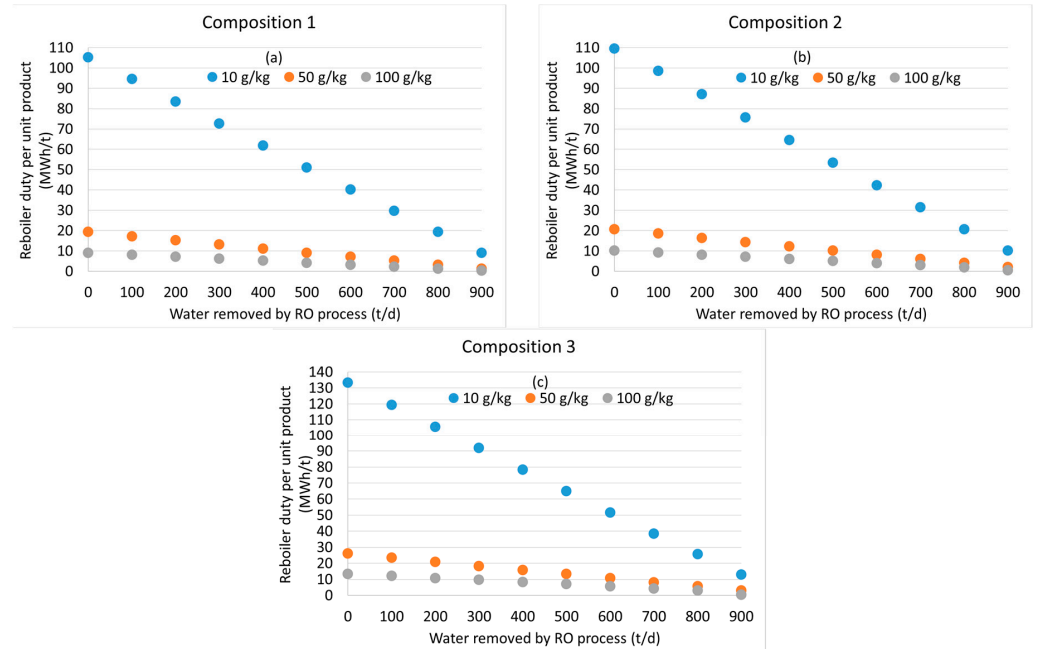 Composition 1
(a)
10 g/kg 50 g/kg 100 g/kg
Reboiler duty per unit product
(MWh/t)
110
100
90
80
70
60
50
40
30
20
10
0
0 100 200 300 400 500 600 700 800 900
Water removed by RO process (t/d)
Composition 2
(b)
10 g/kg 50 g/kg 100 g/kg
Reboiler duty per unit product
(MWh/t)
110
100
90
80
70
60
50
40
30
20
10
0
0 100 200 300 400 500 600 700 800 900
Water removed by RO process (t/d)
Composition 3
(c)
10 g/kg 50 g/kg 100 g/kg
Reboiler duty per unit product
(MWh/t)
140
130
120
110
100
90
80
70
60
50
40
30
20
10
0
0 100 200 300 400 500 600 700 800 900
Water removed by RO process (t/d)